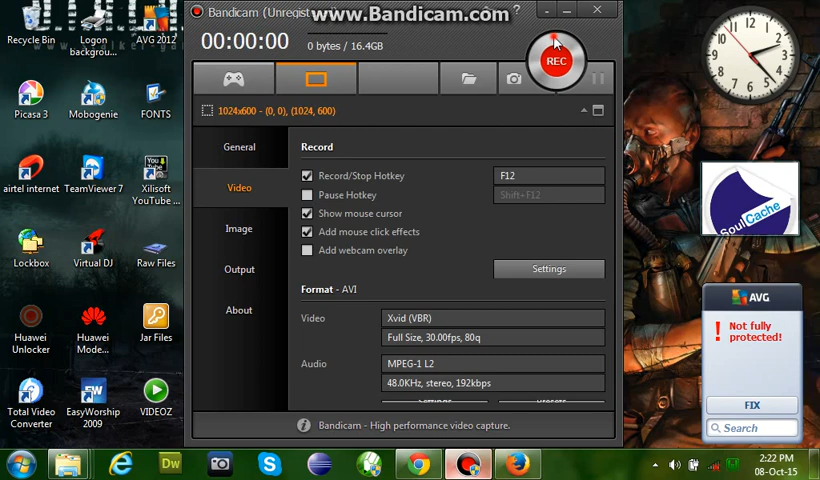 Bandicam (Unregist
www.Bandicam.com
Recycle Bin
Logon backgrou...
AVG 2012
Picasa 3
Mobogenie
FONTS
airtel internet
TeamViewer 7
Xilisoft YouTube ...
Lockbox
Virtual DJ
Raw Files
Huawei Unlocker
Huawei Mode...
Jar Files
Total Video Converter
EasyWorship 2009
VIDEOZ
00:00:00
0 bytes / 16.4GB
REC
1024x600 - (0, 0), (1024, 600)
General
Video
Image
Output
About
Record
Record/Stop Hotkey
F12
Pause Hotkey
Shift+F12
Show mouse cursor
Add mouse click effects
Add webcam overlay
Settings
Format - AVI
Video
Xvid (VBR)
Full Size, 30.00fps, 80q
Audio
MPEG-1 L2
48.0KHz, stereo, 192kbps
Bandicam - High performance video capture.
SoulCache
AVG
Not fully protected!
FIX
Search
Dw
2:22 PM
08-Oct-15